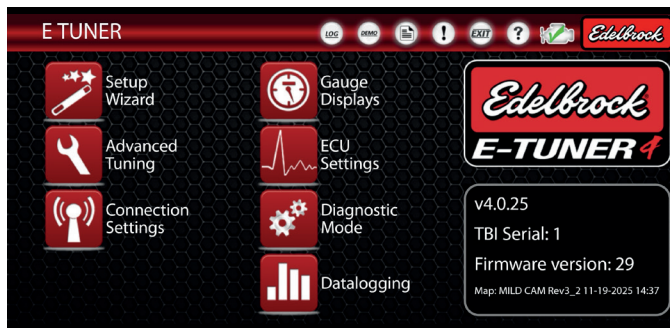 E TUNER
LOG
DEMO
EXIT
?
Edelbrock
Setup
Wizard
Gauge
Displays
Advanced
Tuning
ECU
Settings
Connection
Settings
Diagnostic
Mode
Datalogging
Edelbrock
E-TUNER 4
v4.0.25
TBI Serial: 1
Firmware version: 29
Map: MILD CAM Rev3_2 11-19-2025 14:37